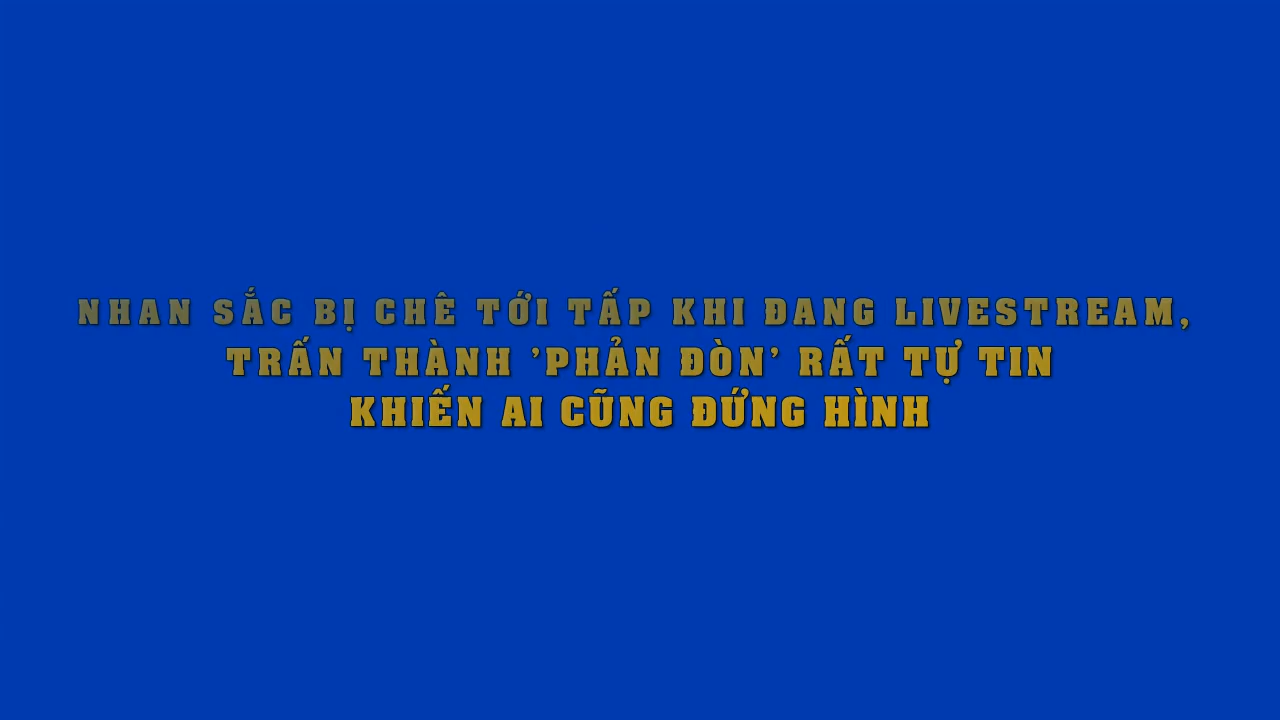 NHAN SẮC BỊ CHÊ TỚI TẤP KHI ĐANG LIVESTREAM,
TRẤN THÀNH 'PHẢN ĐÒN' RẤT TỰ TIN
KHIẾN AI CŨNG ĐỨNG HÌNH